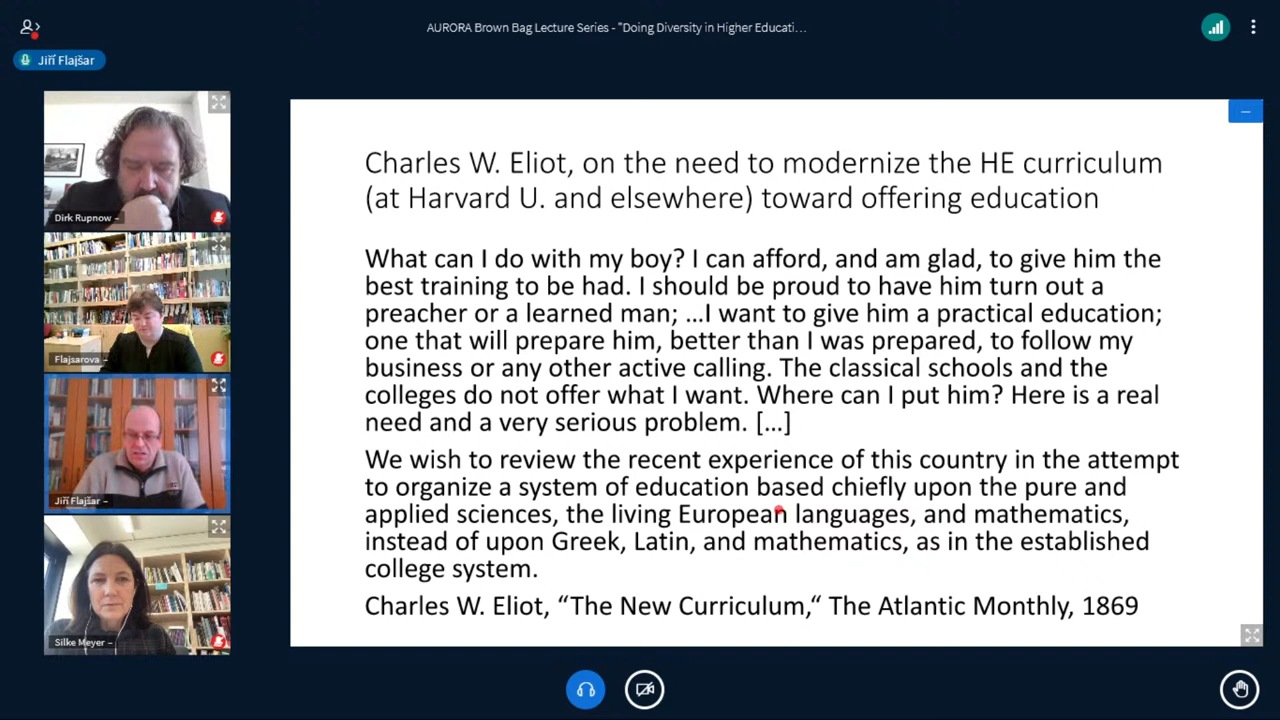 AURORA Brown Bag Lecture Series - "Doing Diversity in Higher Educati…
Jiří Flajšar
Dirk Rupnow –
Flajsarova –
Jiří Flajšar –
Silke Meyer –
Charles W. Eliot, on the need to modernize the HE curriculum
(at Harvard U. and elsewhere) toward offering education
What can I do with my boy? I can afford, and am glad, to give him the
best training to be had. I should be proud to have him turn out a
preacher or a learned man; …I want to give him a practical education;
one that will prepare him, better than I was prepared, to follow my
business or any other active calling. The classical schools and the
colleges do not offer what I want. Where can I put him? Here is a real
need and a very serious problem. […]
We wish to review the recent experience of this country in the attempt
to organize a system of education based chiefly upon the pure and
applied sciences, the living European languages, and mathematics,
instead of upon Greek, Latin, and mathematics, as in the established
college system.
Charles W. Eliot, “The New Curriculum,“ The Atlantic Monthly, 1869